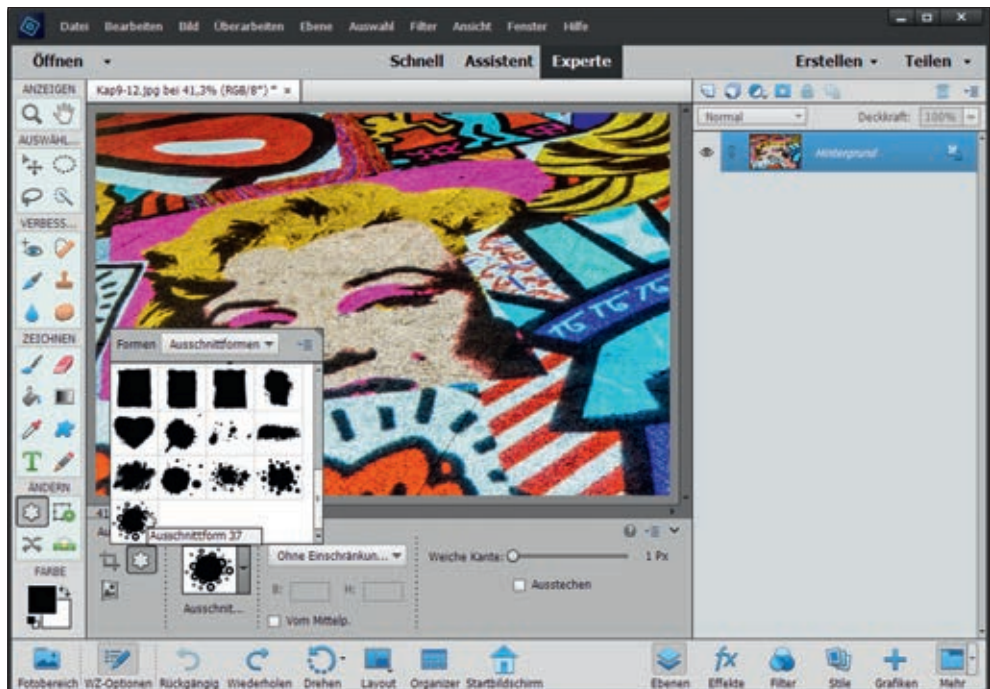 Datei Bearbeiten Bild Überarbeiten Ebene Auswahl Filter Ansicht Fenster Hilfe
Öffnen Schnell Assistent Experte Erstellen Teilen
ANZEIGEN
Kap9-12.jpg bei 41,3% (RGB/8*) * ×
Normal Deckkraft: 100%
AUSWÄHL...
Hintergrund
VERBESS...
ZEICHNEN
Formen Ausschnittformen
T
ÄNDERN
41
Au
Ausschnittform 37
Ohne Einschränkun... Weiche Kante: 1 Px
B: H: Ausstechen
Ausschnit... Vom Mittelp.
FARBE
Fotobereich WZ-Optionen Rückgängig Wiederholen Drehen Layout Organizer Startbildschirm Ebenen Effekte Filter Stile Grafiken Mehr